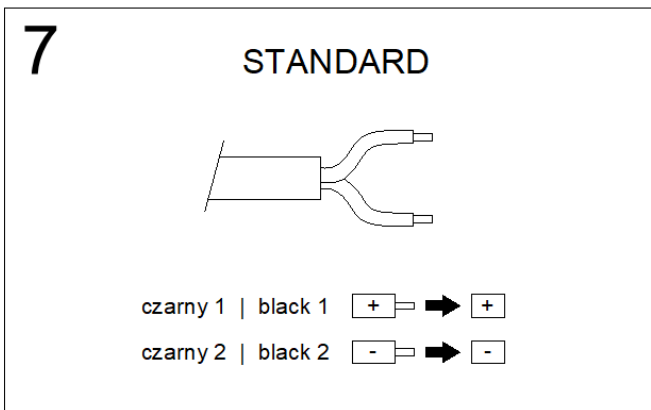 7
STANDARD
czarny 1 | black 1 + +
czarny 2 | black 2 - -